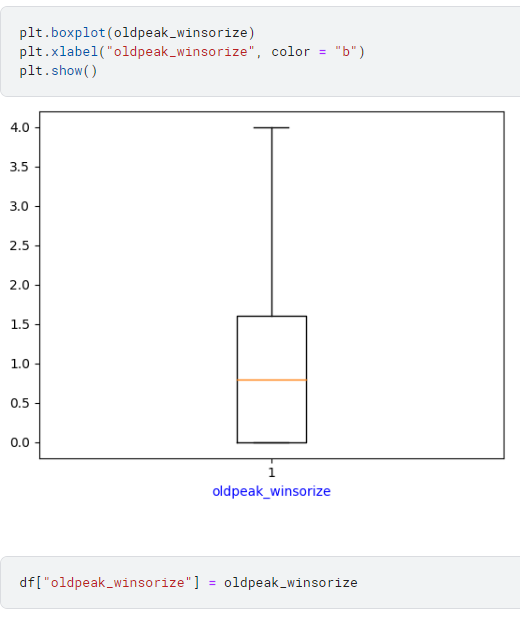 plt.boxplot(oldpeak_winsorize)
plt.xlabel("oldpeak_winsorize", color = "b")
plt.show()
4.0
3.5
3.0
2.5
2.0
1.5
1.0
0.5
0.0
1
oldpeak_winsorize
df["oldpeak_winsorize"] = oldpeak_winsorize